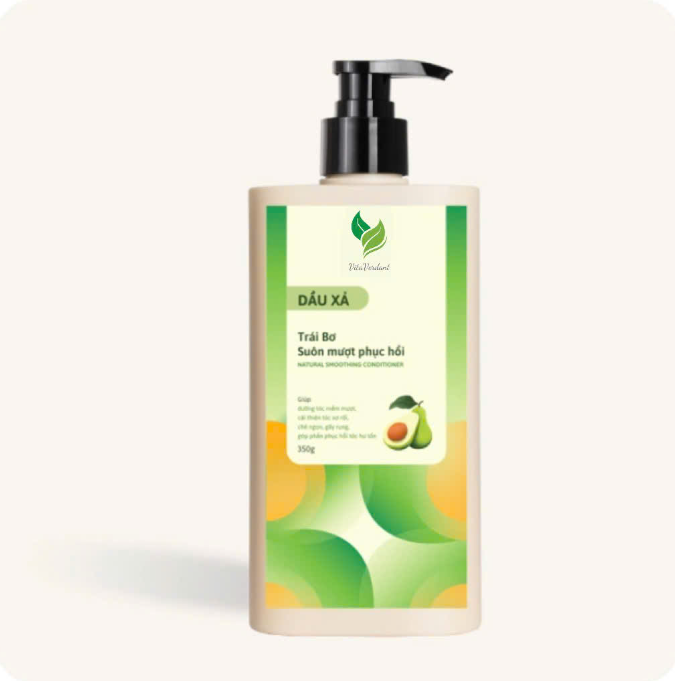 VitaVerdant
DẦU XẢ
Trái Bơ
Suôn mượt phục hồi
NATURAL SMOOTHING CONDITIONER
Giúp
dưỡng tóc mềm mượt,
cải thiện tóc xơ rối,
chẻ ngọn, gãy rụng,
góp phần phục hồi tóc hư tổn
350g